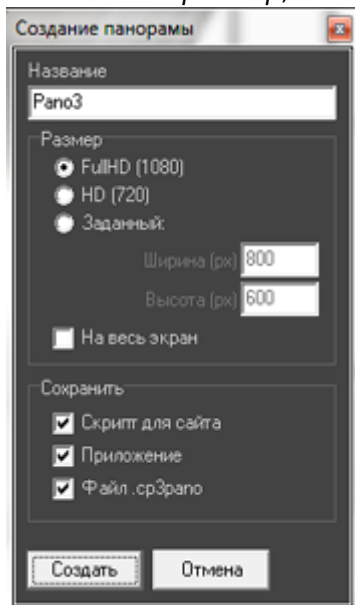 Создание панорамы
Название
Pano3
Размер
FullHD (1080)
HD (720)
Заданный:
Ширина (px) 800
Высота (px) 600
На весь экран
Сохранить
Скрипт для сайта
Приложение
Файл .cp3pano
Создать Отмена